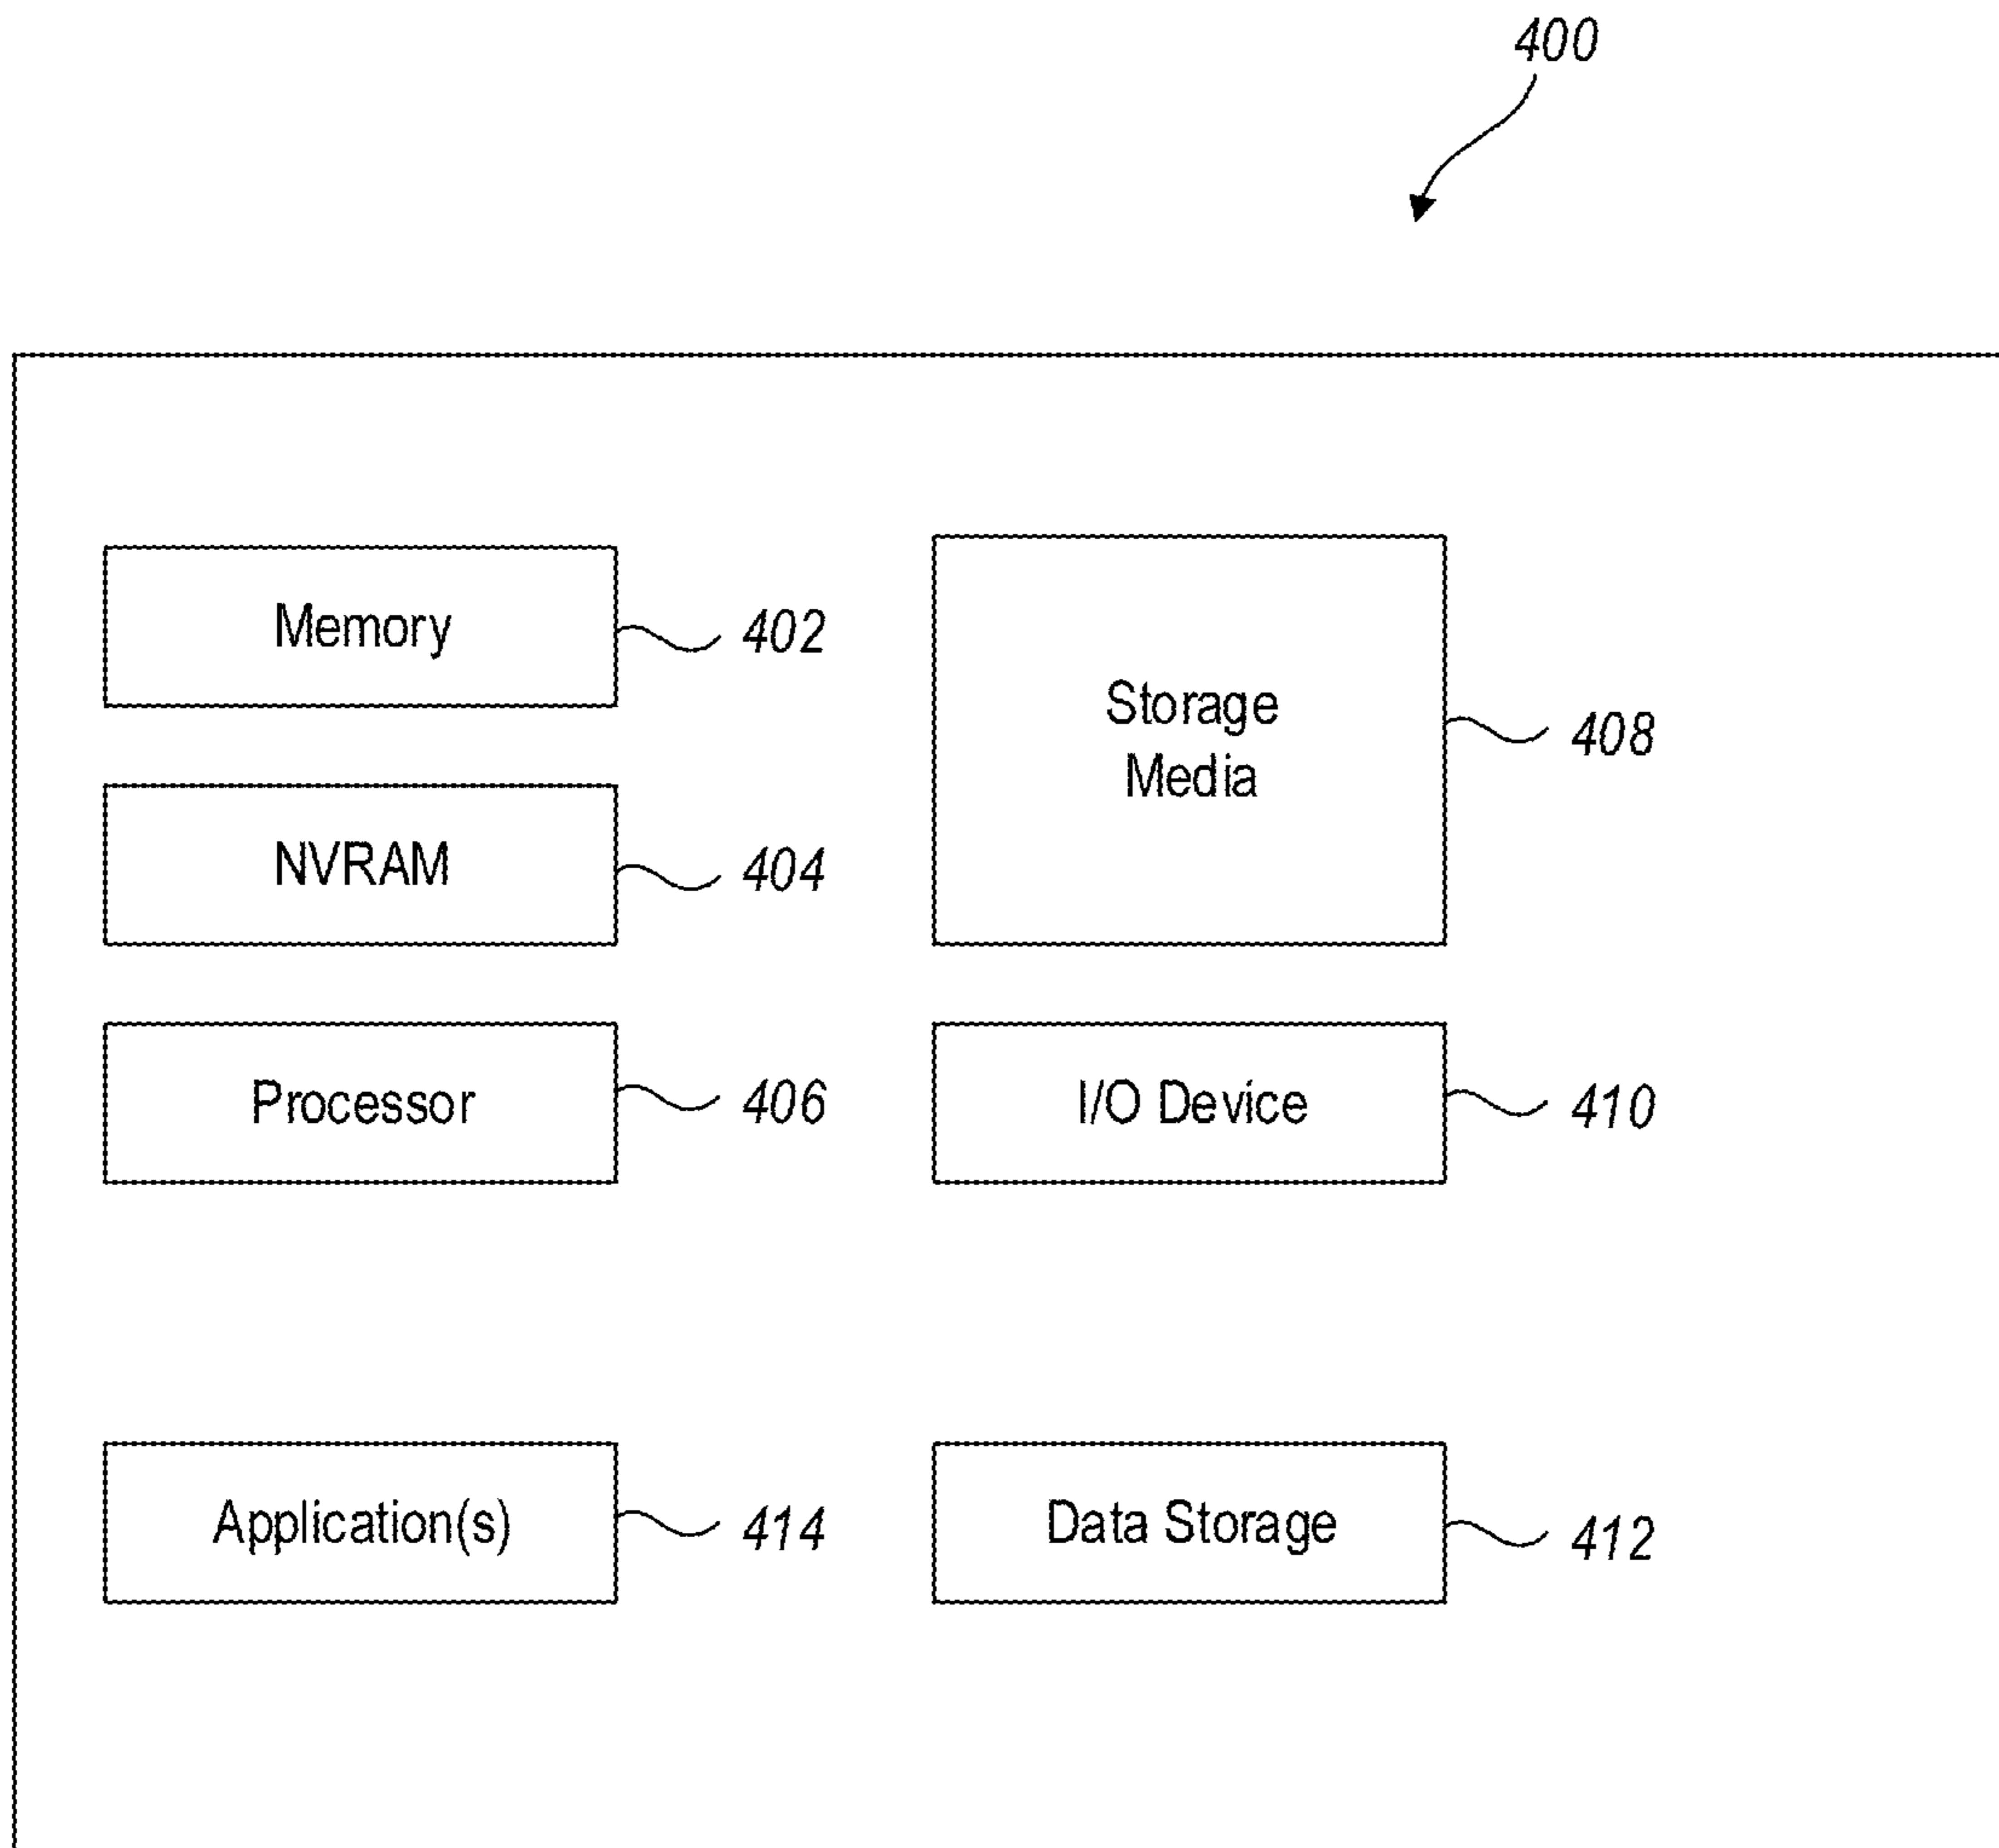 400
Memory
402
Storage
Media
408
NVRAM
404
Processor
406
I/O Device
410
Application(s)
414
Data Storage
412